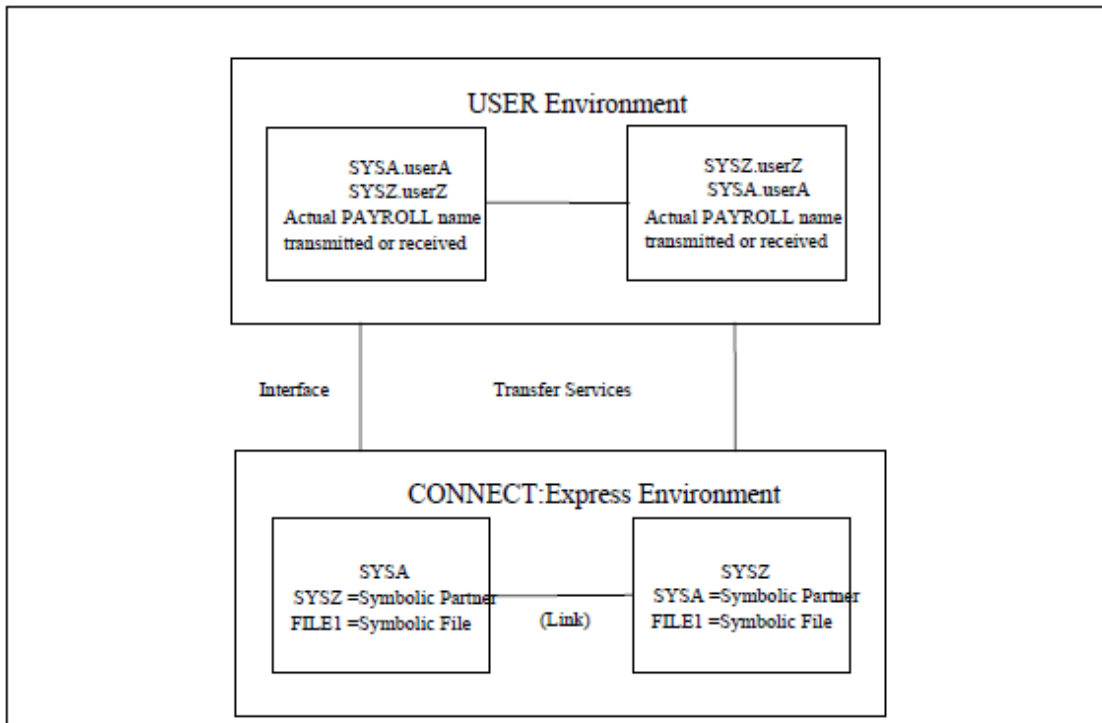 USER Environment
SYSA.userA
SYSZ.userZ
Actual PAYROLL name
transmitted or received
SYSZ.userZ
SYSA.userA
Actual PAYROLL name
transmitted or received
Interface
Transfer Services
CONNECT:Express Environment
SYSA
SYSZ =Symbolic Partner
FILE1 =Symbolic File
(Link)
SYSZ
SYSA =Symbolic Partner
FILE1 =Symbolic File